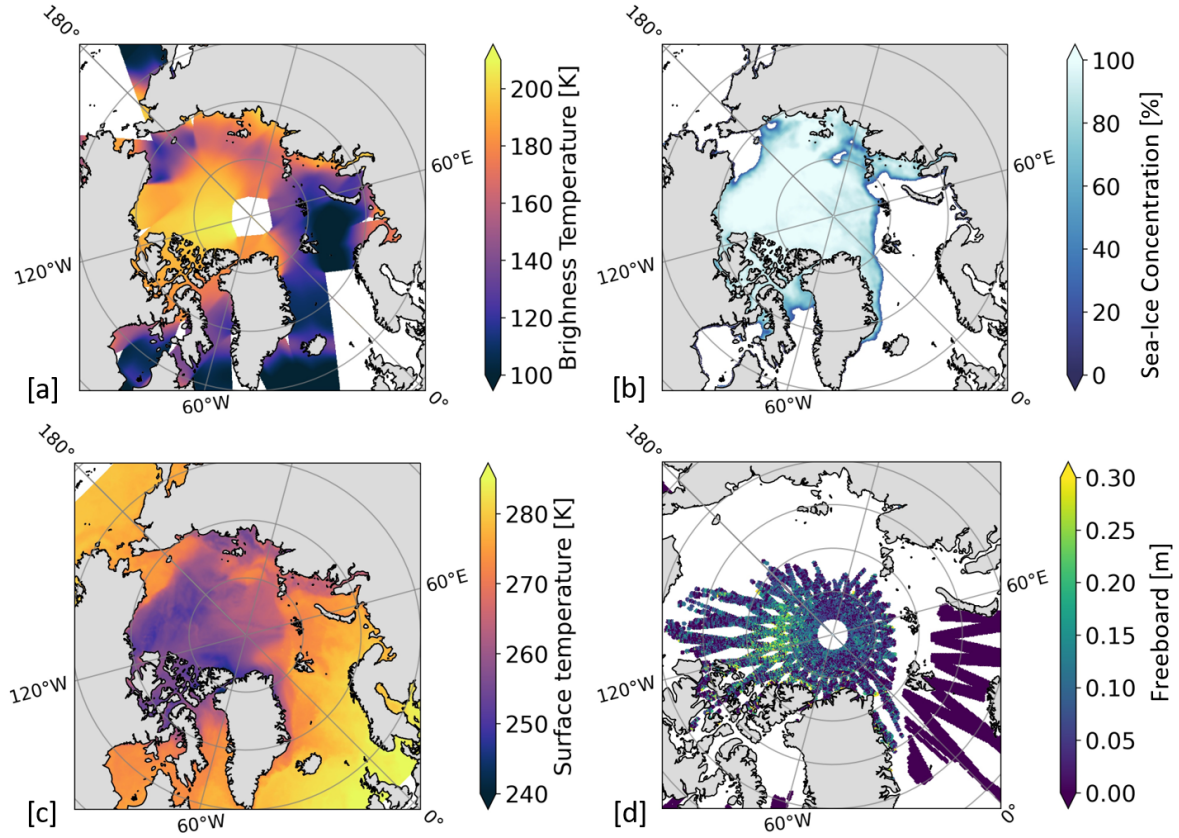 180°
60°E
120°W
60°W
0°
[a]
200
180
160
140
120
100
Brightness Temperature [K]
180°
60°E
120°W
60°W
0°
[b]
100
80
60
40
20
0
Sea-Ice Concentration [%]
180°
60°E
120°W
60°W
0°
[c]
280
270
260
250
240
Surface temperature [K]
180°
60°E
120°W
60°W
0°
[d]
0.30
0.25
0.20
0.15
0.10
0.05
0.00
Freeboard [m]